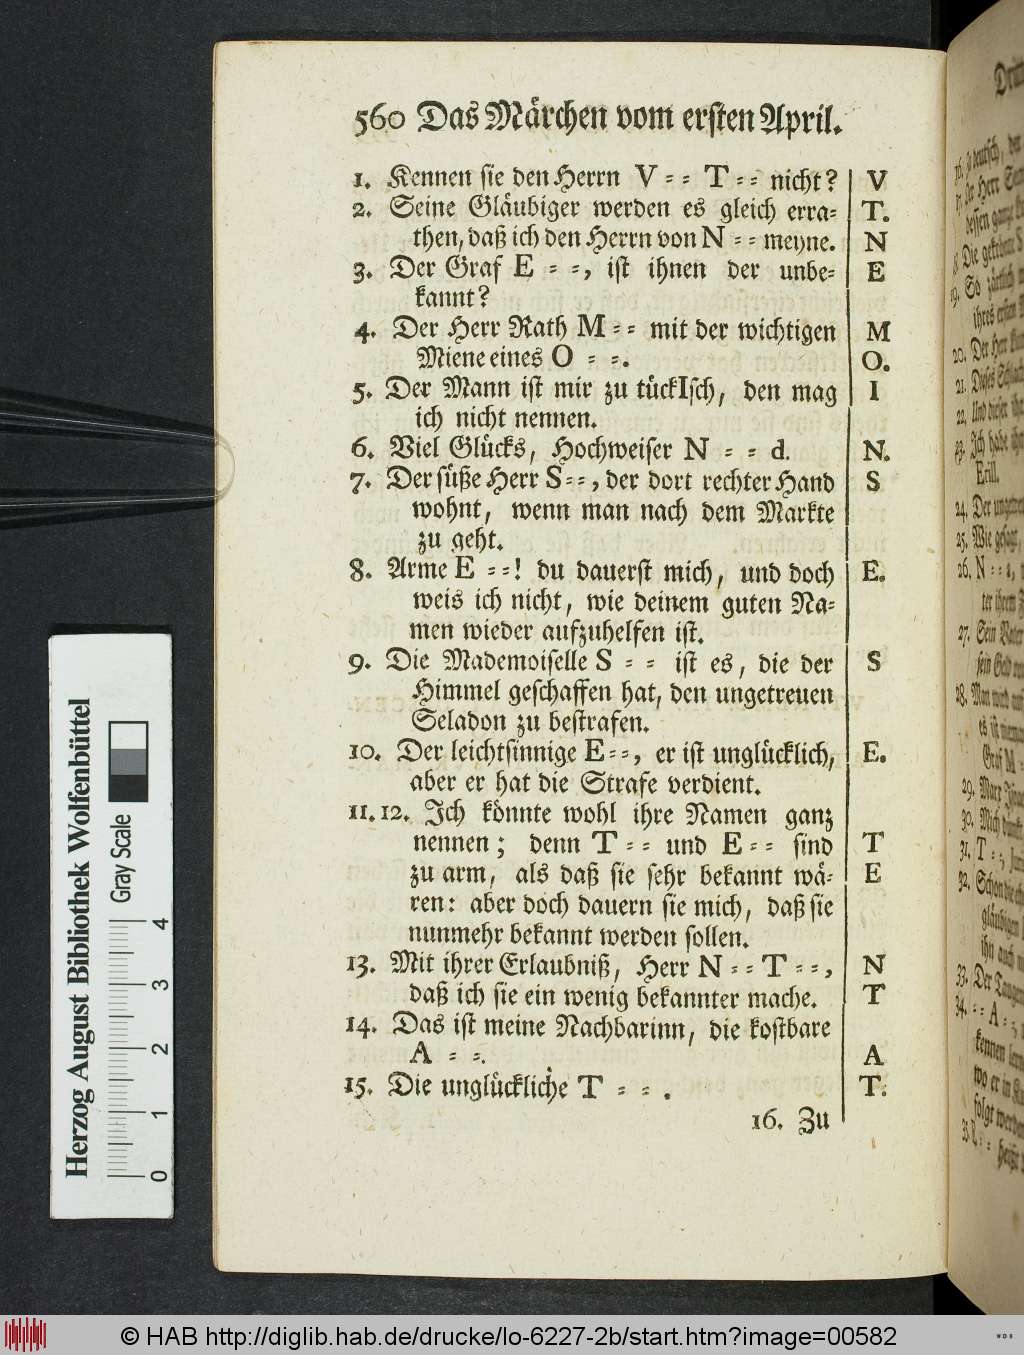 560 Das Märchen vom ersten April.
1. Kennen sie den Herrn V = = T = = nicht? V
2. Seine Gläubiger werden es gleich erra= T.
then, daß ich den Herrn von N = = meyne. N
3. Der Graf E = =, ist ihnen der unbe= E
kannt?
4. Der Herr Rath M = = mit der wichtigen M
Miene eines O = =. O.
5. Der Mann ist mir zu tückIsch, den mag I
ich nicht nennen.
6. Viel Glücks, Hochweiser N = = d. N.
7. Der süße Herr S = =, der dort rechter Hand S
wohnt, wenn man nach dem Markte
zu geht.
8. Arme E = =! du dauerst mich, und doch E.
weis ich nicht, wie deinem guten Na=
men wieder aufzuhelfen ist.
9. Die Mademoiselle S = = ist es, die der S
Himmel geschaffen hat, den ungetreuen
Seladon zu bestrafen.
10. Der leichtsinnige E = =, er ist unglücklich, E.
aber er hat die Strafe verdient.
11. 12. Ich könnte wohl ihre Namen ganz
nennen; denn T = = und E = = sind T
zu arm, als daß sie sehr bekannt wä= E
ren: aber doch dauern sie mich, daß sie
nunmehr bekannt werden sollen.
13. Mit ihrer Erlaubniß, Herr N = = T = =, N
daß ich sie ein wenig bekannter mache. T
14. Das ist meine Nachbarinn, die kostbare
A = =. A
15. Die unglückliche T = = . T.
16. Zu
Herzog August Bibliothek Wolfenbüttel
Gray Scale
0 1 2 3 4
© HAB http://diglib.hab.de/drucke/lo-6227-2b/start.htm?image=00582